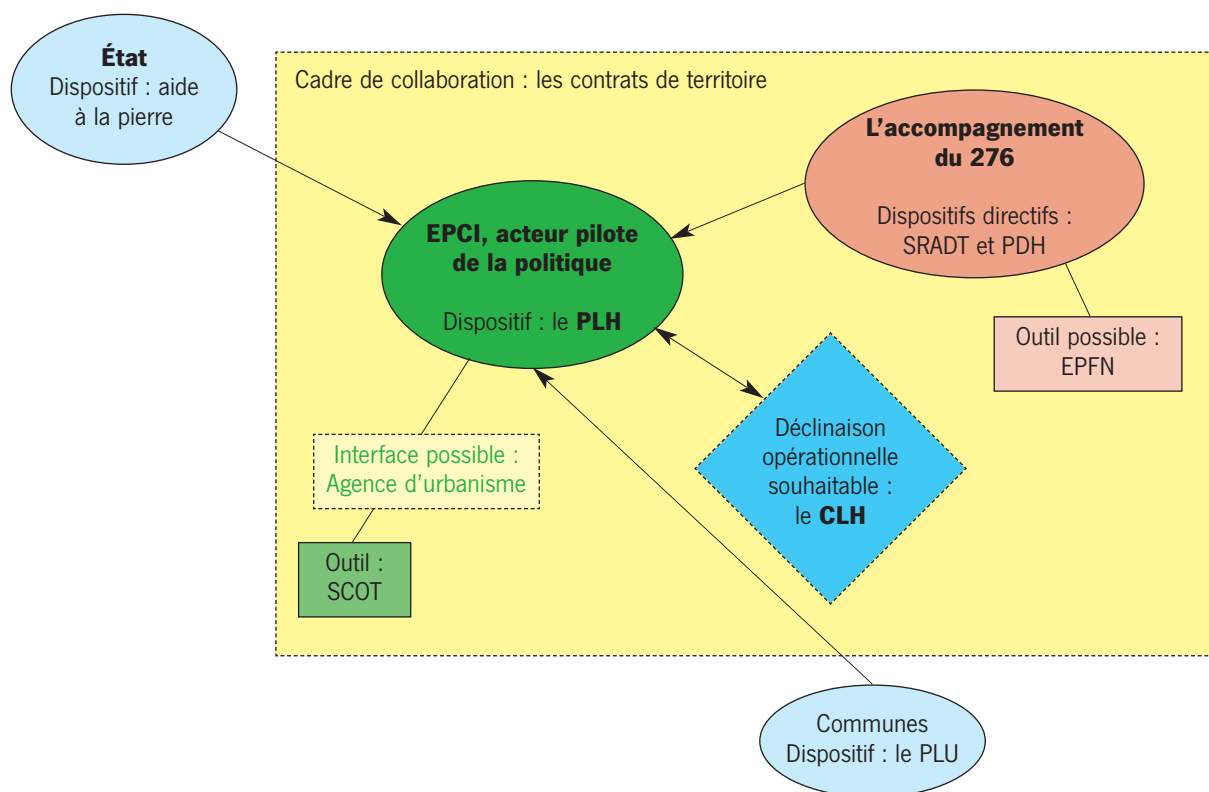 État
Dispositif : aide
à la pierre
Cadre de collaboration : les contrats de territoire
L'accompagnement
du 276
Dispositifs directifs :
SRADT et PDH
EPCI, acteur pilote
de la politique
Dispositif : le PLH
Outil possible :
EPFN
Déclinaison
opérationnelle
souhaitable :
le CLH
Interface possible :
Agence d'urbanisme
Outil :
SCOT
Communes
Dispositif : le PLU